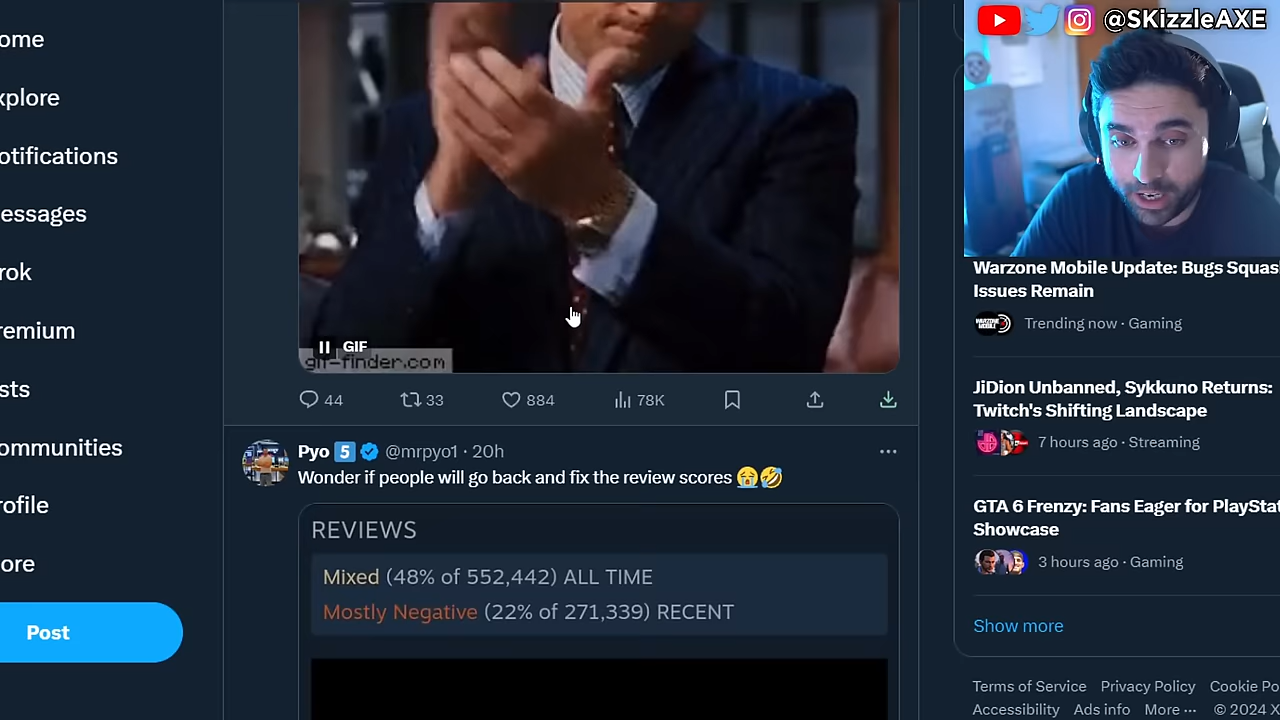 ome
xplore
otifications
essages
rok
remium
sts
ommunities
rofile
ore
Post
GIF
gif-finder.com
44
33
884
78K
Pyo 5 @mrpyo1 · 20h
Wonder if people will go back and fix the review scores 😭🤣
REVIEWS
Mixed (48% of 552,442) ALL TIME
Mostly Negative (22% of 271,339) RECENT
@SKizzleAXE
Warzone Mobile Update: Bugs Squas
Issues Remain
Trending now · Gaming
JiDion Unbanned, Sykkuno Returns:
Twitch's Shifting Landscape
7 hours ago · Streaming
GTA 6 Frenzy: Fans Eager for PlayStat
Showcase
3 hours ago · Gaming
Show more
Terms of Service Privacy Policy Cookie Po
Accessibility Ads info More ··· © 2024 X